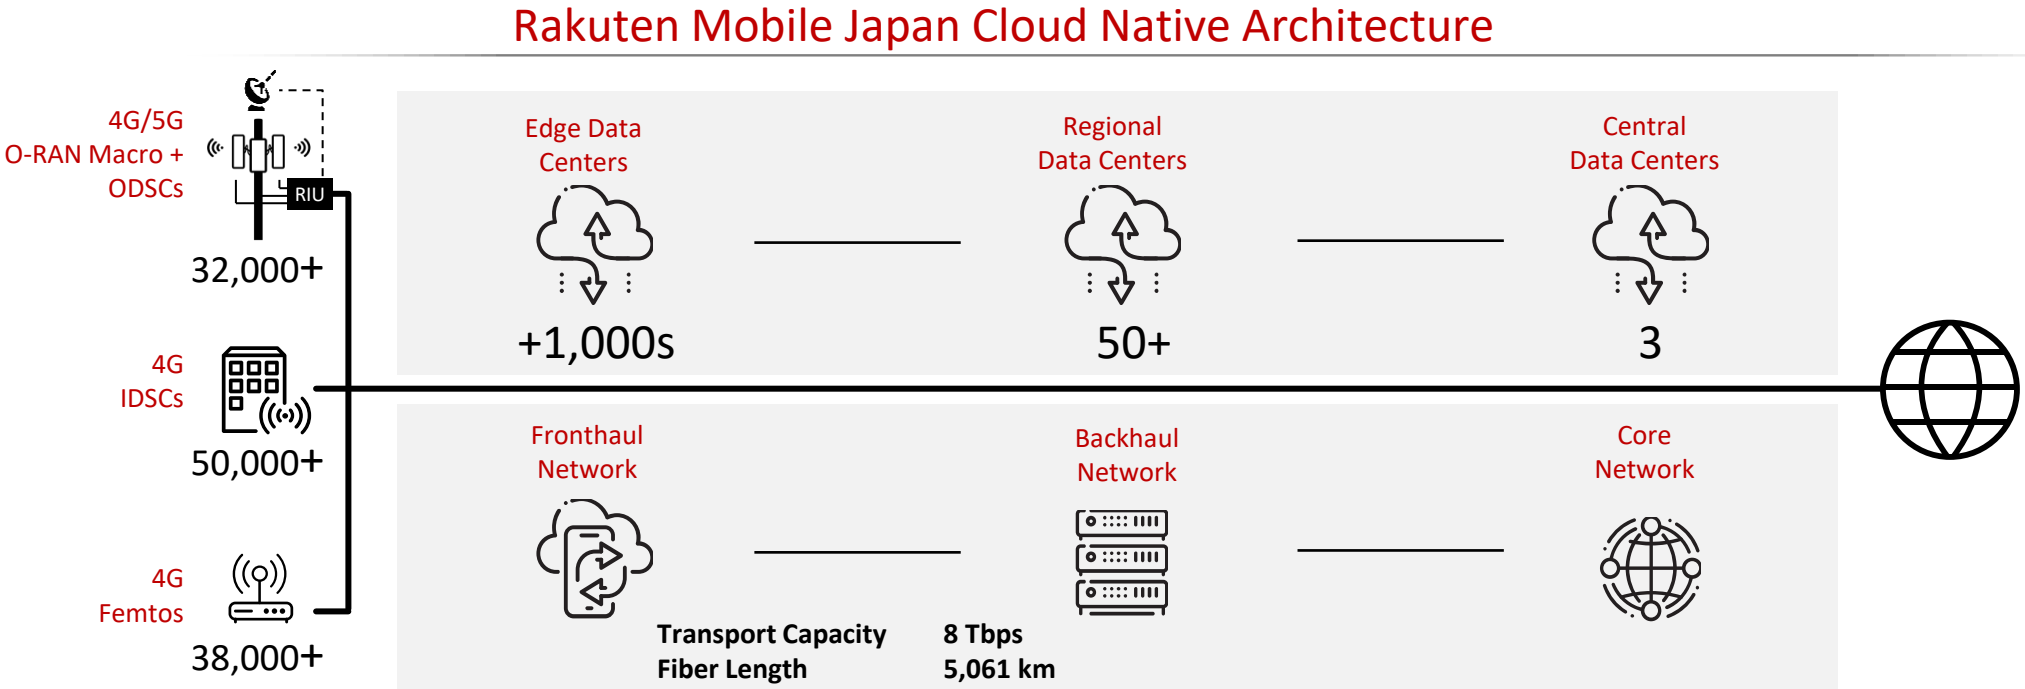 Rakuten Mobile Japan Cloud Native Architecture
4G/5G
O-RAN Macro +
ODSCs
RIU
32,000+
4G
IDSCs
50,000+
4G
Femtos
38,000+
Edge Data
Centers
+1,000s
Regional
Data Centers
50+
Central
Data Centers
3
Fronthaul
Network
Backhaul
Network
Core
Network
Transport Capacity 8 Tbps
Fiber Length 5,061 km